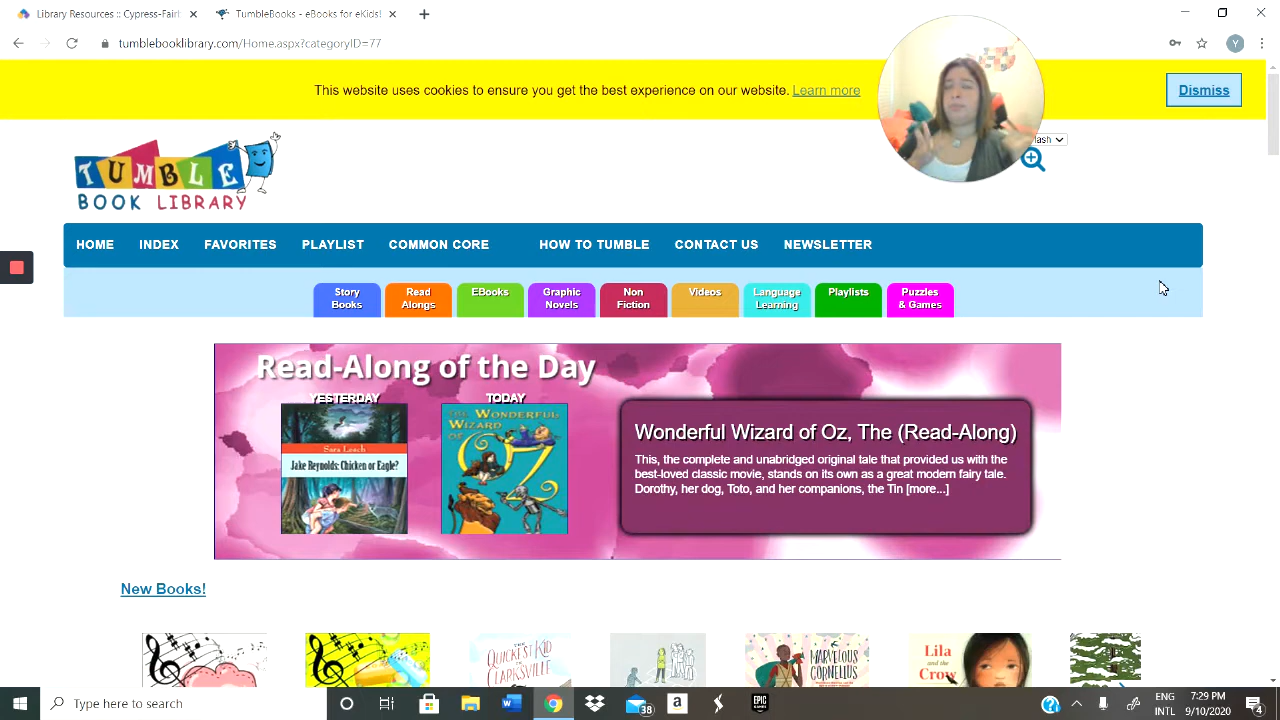 Library Resources :: Cypress-Fairl
TumbleBooks - eBooks for eKids!
tumblebooklibrary.com/Home.aspx?categoryID=77
Y
This website uses cookies to ensure you get the best experience on our website. Learn more
Dismiss
TUMBLE
BOOK LIBRARY
lash
HOME INDEX FAVORITES PLAYLIST COMMON CORE HOW TO TUMBLE CONTACT US NEWSLETTER
Story Books
Read Alongs
EBooks
Graphic Novels
Non Fiction
Videos
Language Learning
Playlists
Puzzles & Games
Read-Along of the Day
YESTERDAY
TODAY
Sara Leach
Jake Reynolds: Chicken or Eagle?
THE WONDERFUL
WIZARD
OF
OZ
Wonderful Wizard of Oz, The (Read-Along)
This, the complete and unabridged original tale that provided us with the
best-loved classic movie, stands on its own as a great modern fairy tale.
Dorothy, her dog, Toto, and her companions, the Tin [more...]
New Books!
THE
QUICKEST KID
in CLARKSVILLE
MARVELOUS
CORNELIUS
Lila
and the
Crow
Type here to search
38
a
EPIC
GAMES
ENG
INTL
7:29 PM
9/10/2020
4